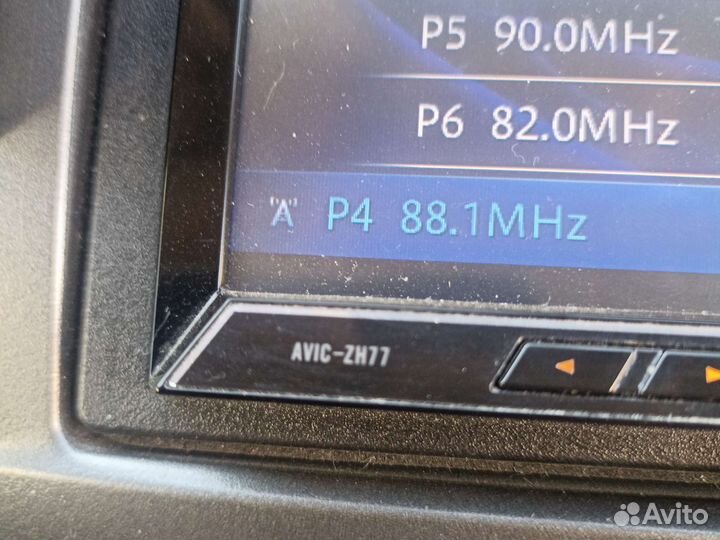 P5 90.0MHz
P6 82.0MHz
A P4 88.1MHz
AVIC-ZH77
Avito